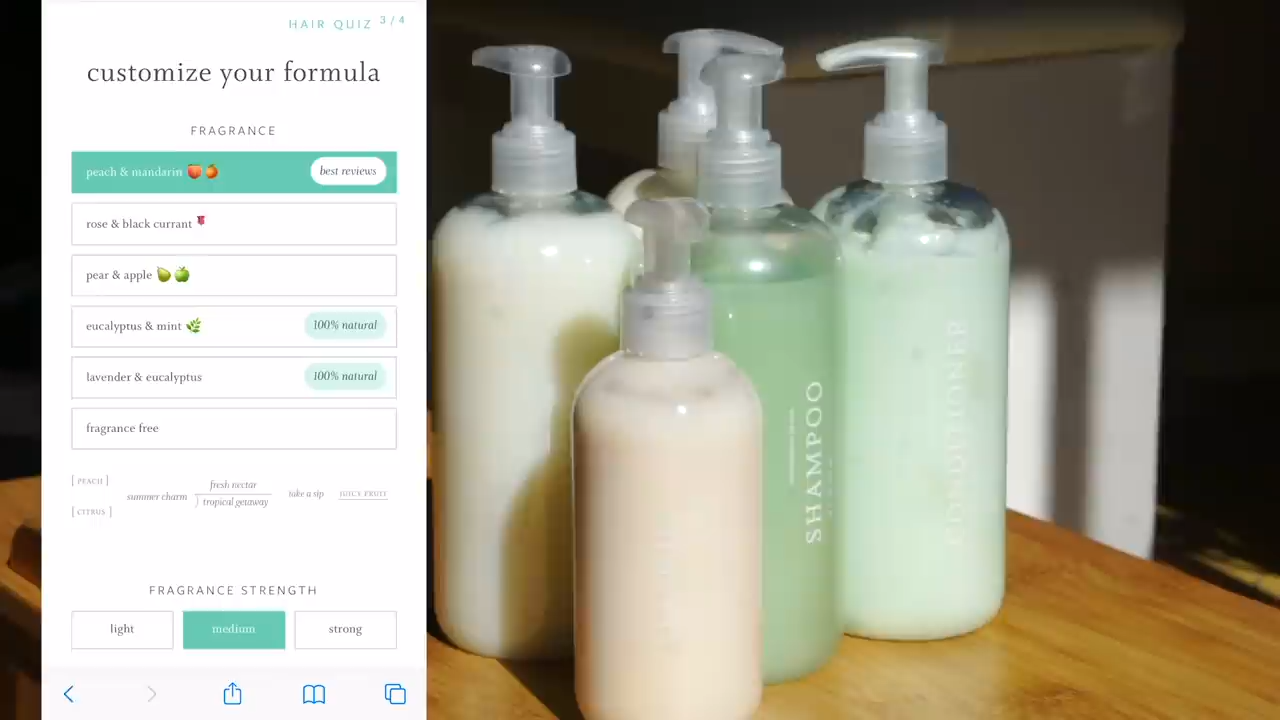 HAIR QUIZ 3/4
customize your formula
FRAGRANCE
peach & mandarin 🍑🍊 best reviews
rose & black currant 🌹
pear & apple 🍐🍏
eucalyptus & mint 🌿 100% natural
lavender & eucalyptus 100% natural
fragrance free
[ PEACH ]
[ CITRUS ]
summer charm
fresh nectar
tropical getaway
take a sip
JUICY FRUIT
FRAGRANCE STRENGTH
light medium strong
SHAMPOO
CONDITIONER